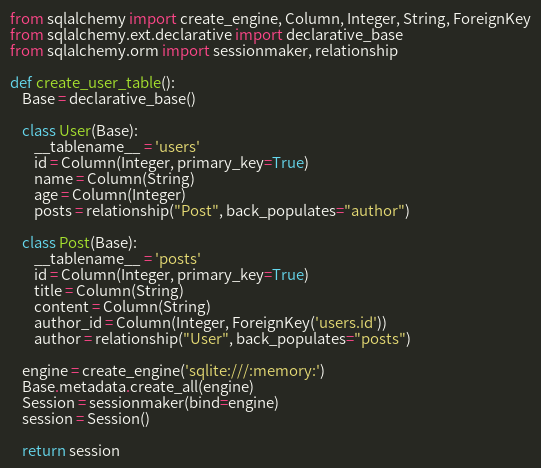 from sqlalchemy import create_engine, Column, Integer, String, ForeignKey
from sqlalchemy.ext.declarative import declarative_base
from sqlalchemy.orm import sessionmaker, relationship

def create_user_table():
    Base = declarative_base()

    class User(Base):
        __tablename__ = 'users'
        id = Column(Integer, primary_key=True)
        name = Column(String)
        age = Column(Integer)
        posts = relationship("Post", back_populates="author")

    class Post(Base):
        __tablename__ = 'posts'
        id = Column(Integer, primary_key=True)
        title = Column(String)
        content = Column(String)
        author_id = Column(Integer, ForeignKey('users.id'))
        author = relationship("User", back_populates="posts")

    engine = create_engine('sqlite:///:memory:')
    Base.metadata.create_all(engine)
    Session = sessionmaker(bind=engine)
    session = Session()

    return session